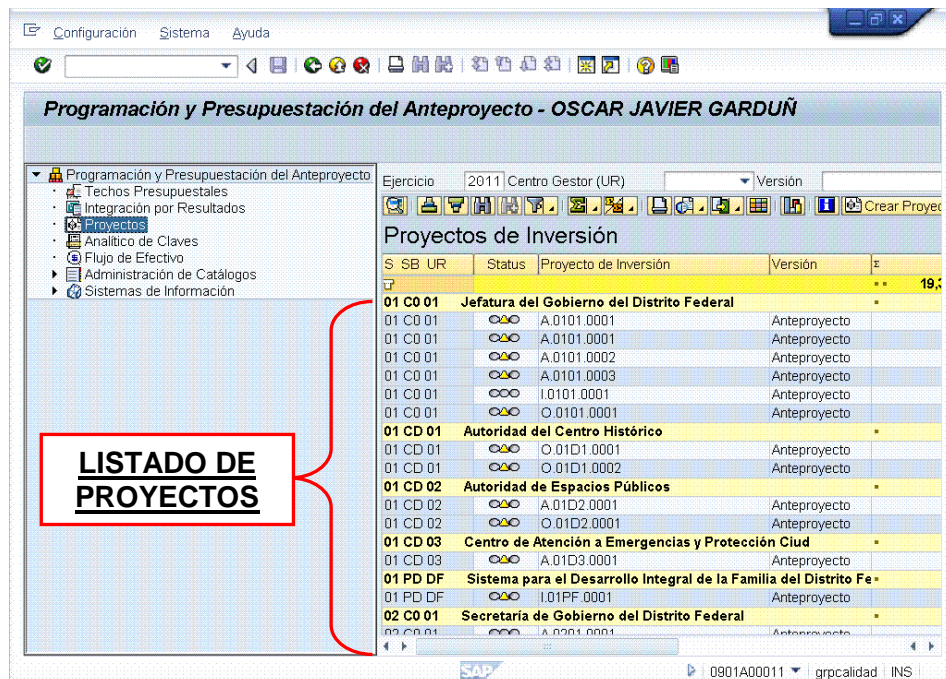 Configuración Sistema Ayuda
Programación y Presupuestación del Anteproyecto - OSCAR JAVIER GARDUÑ
Programación y Presupuestación del Anteproyecto
Techos Presupuestales
Integración por Resultados
Proyectos
Analítico de Claves
Flujo de Efectivo
Administración de Catálogos
Sistemas de Información
Ejercicio 2011 Centro Gestor (UR) Versión
Crear Proyec
Proyectos de Inversión
S SB UR Status Proyecto de Inversión Versión Σ
19,
01 C0 01 Jefatura del Gobierno del Distrito Federal
01 C0 01 A.0101.0001 Anteproyecto
01 C0 01 A.0101.0001 Anteproyecto
01 C0 01 A.0101.0002 Anteproyecto
01 C0 01 A.0101.0003 Anteproyecto
01 C0 01 I.0101.0001 Anteproyecto
01 C0 01 O.0101.0001 Anteproyecto
01 CD 01 Autoridad del Centro Histórico
01 CD 01 O.01D1.0001 Anteproyecto
01 CD 01 O.01D1.0002 Anteproyecto
01 CD 02 Autoridad de Espacios Públicos
01 CD 02 A.01D2.0001 Anteproyecto
01 CD 02 O.01D2.0001 Anteproyecto
01 CD 03 Centro de Atención a Emergencias y Protección Ciud
01 CD 03 A.01D3.0001 Anteproyecto
01 PD DF Sistema para el Desarrollo Integral de la Familia del Distrito Fe
01 PD DF I.01PF.0001 Anteproyecto
02 C0 01 Secretaría de Gobierno del Distrito Federal
02 C0 01 A.0201.0001 Anteproyecto
LISTADO DE
PROYECTOS
SAP
0901A00011 grpcalidad INS